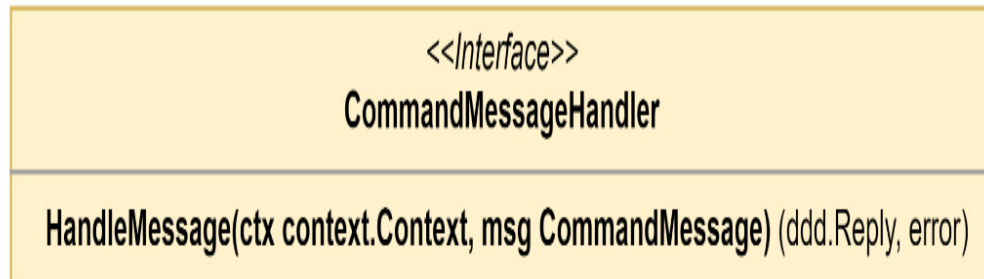 <<Interface>>
CommandMessageHandler
HandleMessage(ctx context.Context, msg CommandMessage) (ddd.Reply, error)